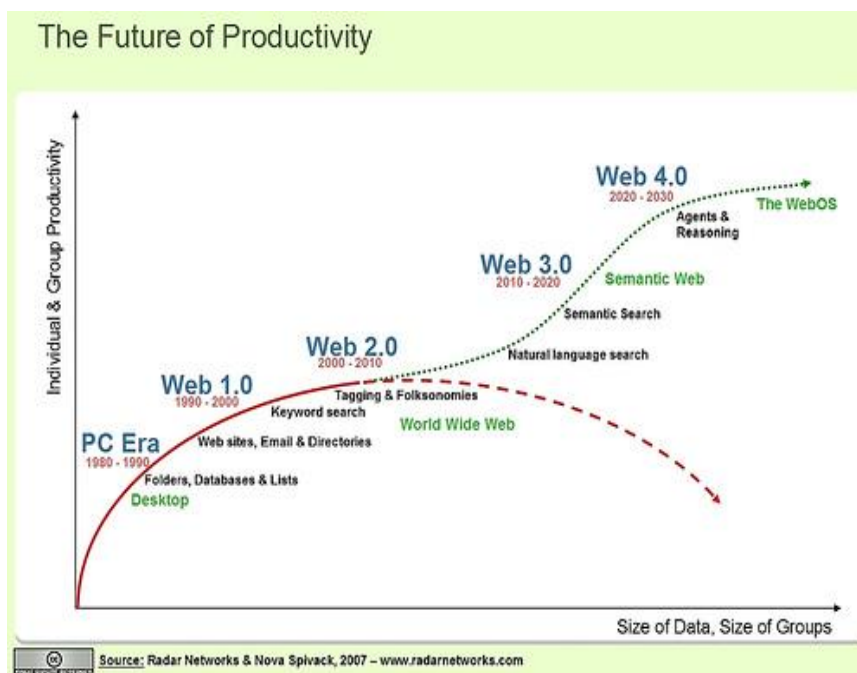 The Future of Productivity
Individual & Group Productivity
Web 4.0
2020 - 2030
The WebOS
Agents &
Reasoning
Web 3.0
2010 - 2020
Semantic Web
Semantic Search
Web 2.0
2000 - 2010
Natural language search
Web 1.0
1990 - 2000
Tagging & Folksonomies
Keyword search
World Wide Web
PC Era
1980 - 1990
Web sites, Email & Directories
Folders, Databases & Lists
Desktop
Size of Data, Size of Groups
cc
Source: Radar Networks & Nova Spivack, 2007 – www.radarnetworks.com